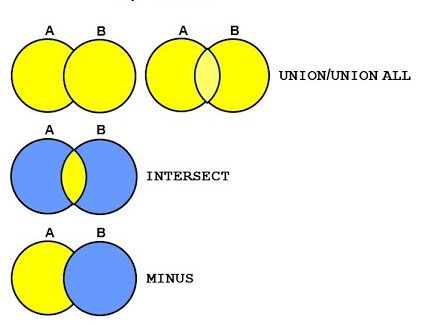 A B A B
UNION/UNION ALL
A B
INTERSECT
A B
MINUS